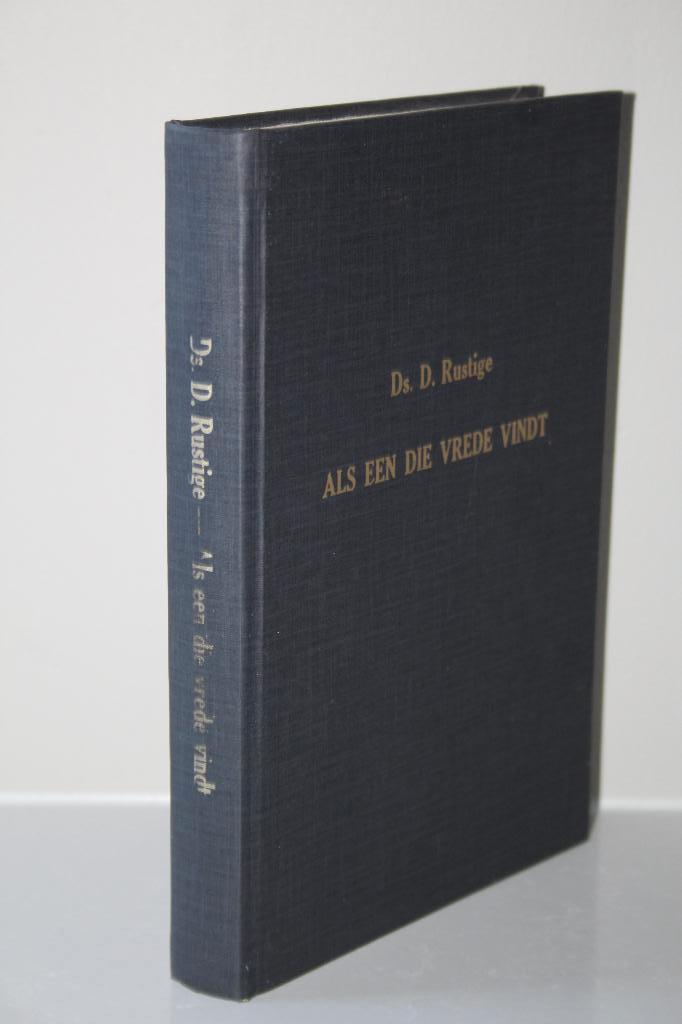 Ds. D. Rustige
ALS EEN DIE VREDE VINDT
Ds. D. Rustige — Als een die vrede vindt